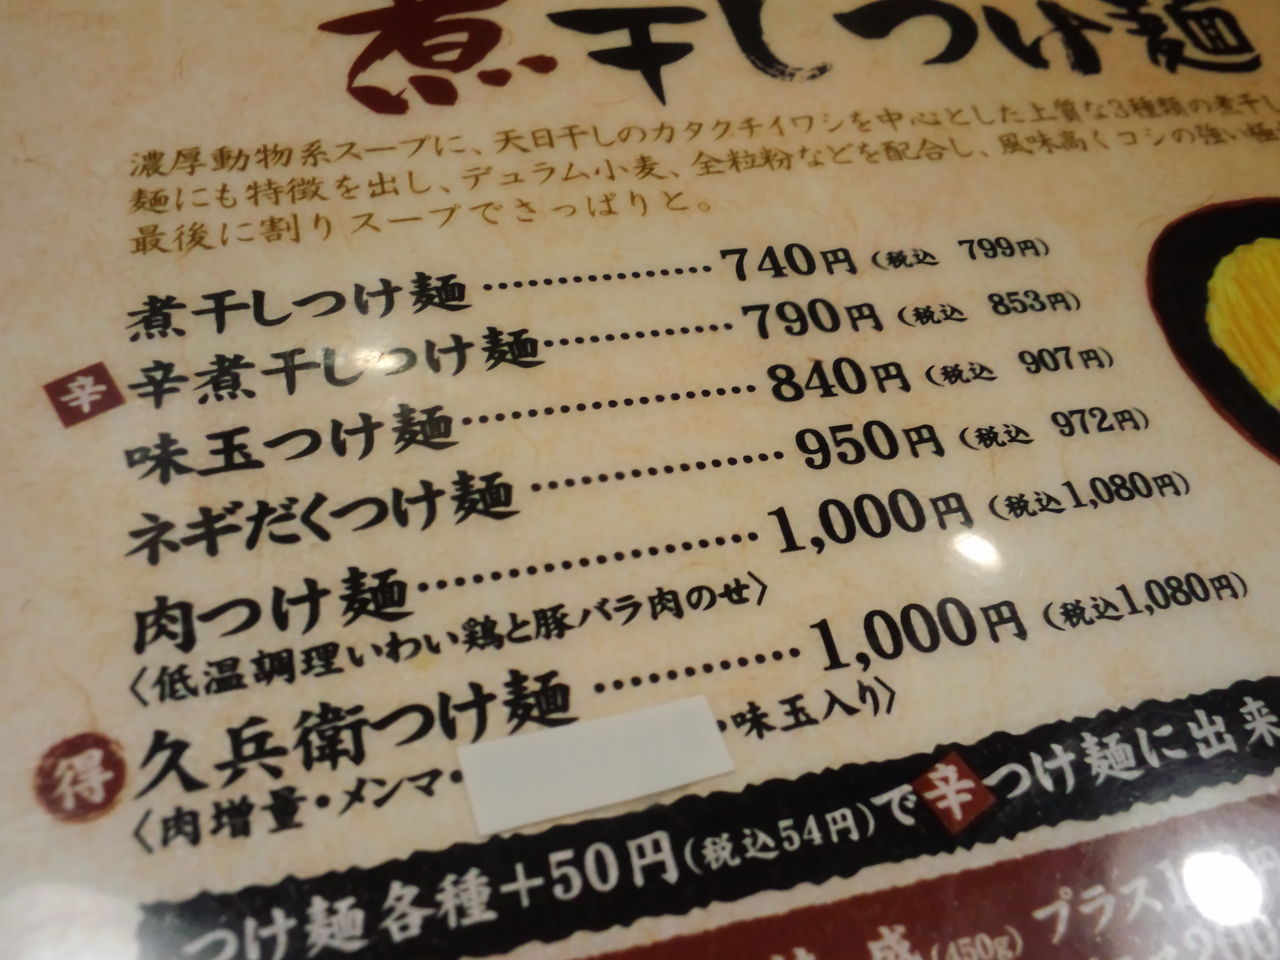 煮干しつけ麺
濃厚動物系スープに、天日干しのカタクチイワシを中心とした上質な3種類の煮干し
麺にも特徴を出し、デュラム小麦、全粒粉などを配合し、風味高くコシの強い極
最後に割りスープでさっぱりと。
煮干しつけ麺……………740円(税込 799円)
辛 辛煮干しつけ麺……………790円(税込 853円)
味玉つけ麺……………840円(税込 907円)
ネギだくつけ麺……………950円(税込 972円)
肉つけ麺……………1,000円(税込1,080円)
〈低温調理いわい鶏と豚バラ肉のせ〉
得 久兵衛つけ麺……………1,000円(税込1,080円)
〈肉増量・メンマ・ ・味玉入り〉
つけ麺各種+50円(税込54円)で辛つけ麺に出来
盛(450g) プラス
200